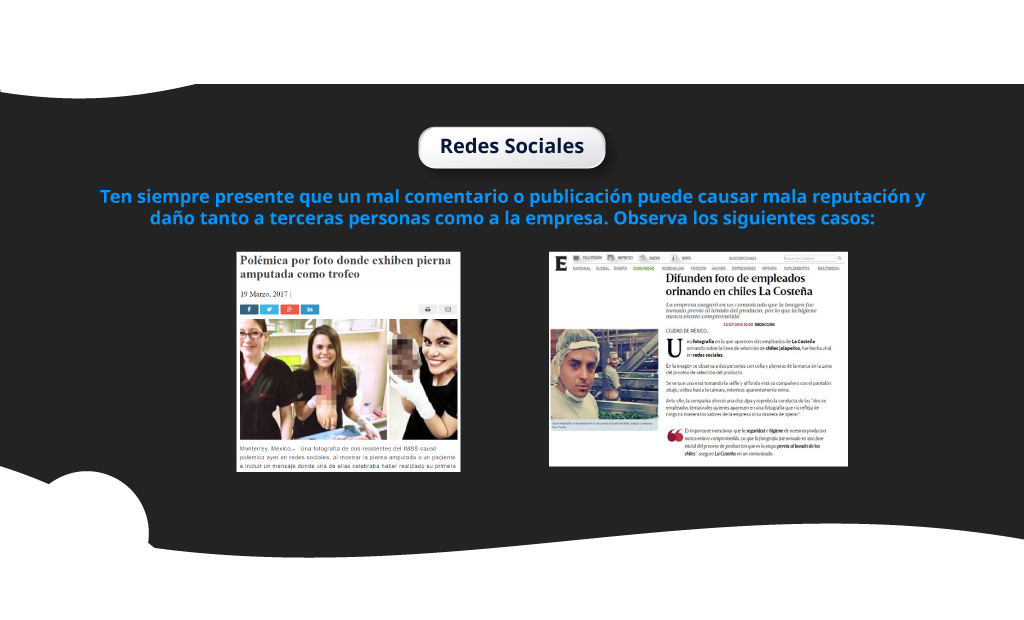 Redes Sociales
Ten siempre presente que un mal comentario o publicación puede causar mala reputación y
daño tanto a terceras personas como a la empresa. Observa los siguientes casos:
Polémica por foto donde exhiben pierna
amputada como trofeo
19 Marzo, 2017 |
Monterrey, México.- Una fotografía de dos residentes del IMSS causó
polémica ayer en redes sociales, al mostrar la pierna amputada a un paciente
e incluir un mensaje donde una de ellas celebraba haber realizado su primera
E TELEVISIÓN IMPRESO RADIO APPS SUSCRIPCIONES
NACIONAL GLOBAL DINERO COMUNIDAD ADRENALINA FUNCIÓN HACKER EXPRESIONES OPINIÓN SUPLEMENTOS MULTIMEDIA
Difunden foto de empleados
orinando en chiles La Costeña
La empresa aseguró en un comunicado que la imagen fue
tomada previo al lavado del producto, por lo que la higiene
nunca estuvo comprometida
REDACCIÓN
CIUDAD DE MÉXICO.
Una fotografía en la que aparecen dos empleados de La Costeña
orinando sobre la línea de selección de chiles jalapeños, fue hecha viral
en redes sociales.
En la imagen se observa a dos personas con cofia y playeras de la marca en la zona
del proceso de selección del producto.
Se ve que uno está tomando la selfie y al fondo está su compañero con el pantalón
abajo, voltea hacia la cámara, mientras aparentemente orina.
Ante ello, la compañía ofreció una disculpa y reprobó la conducta de los "dos ex
empleados temporales quienes aparecen en una fotografía que no refleja de
ninguna manera los valores de la empresa ni su manera de operar".
Es importante mencionar que la seguridad e higiene de nuestros productos
nunca estuvo comprometida, ya que la fotografía fue tomada en una fase
inicial del proceso de productos que es la etapa previa al lavado de los
chiles", aseguró La Costeña en un comunicado.